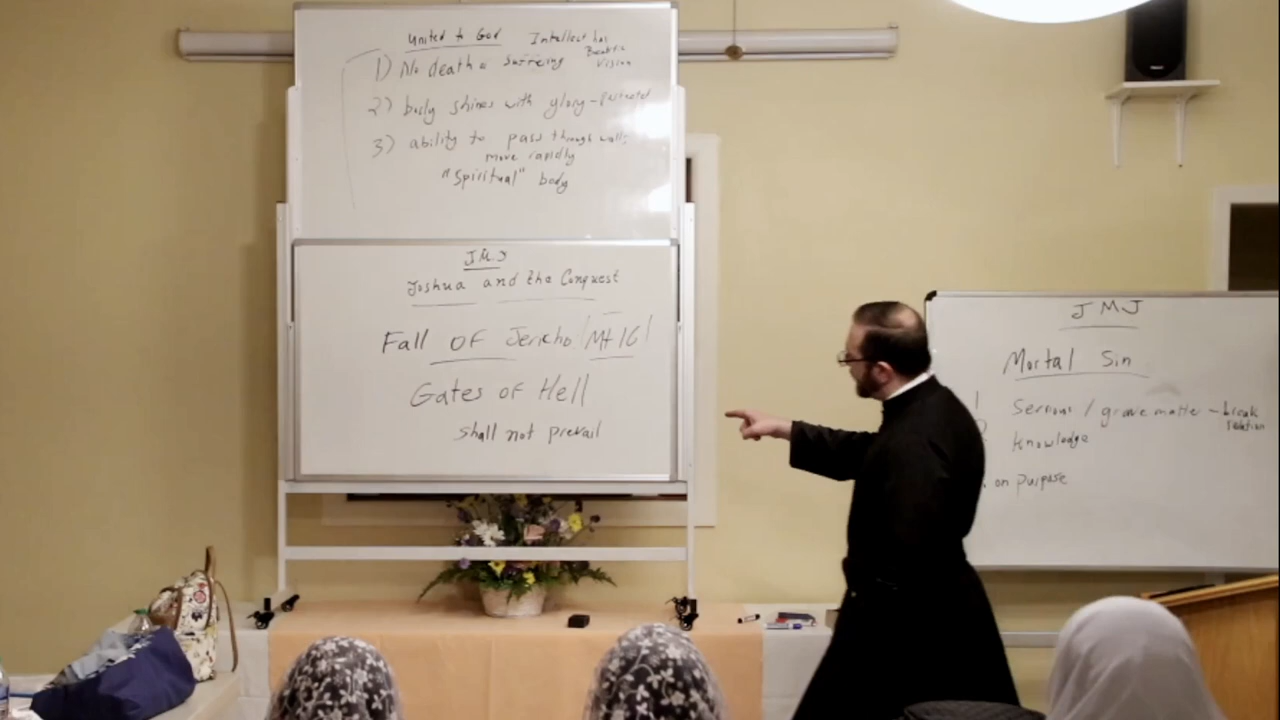 United to God Intellect has
Beatific
Vision
1) No death & suffering
2) body shines with glory -
3) ability to pass through walls
move rapidly
"Spiritual" body
J.M.J
Joshua and the Conquest
Fall OF Jericho Mt 16
Gates of Hell
shall not prevail
J M J
Mortal Sin
1 Serious / grave matter - break
relation
knowledge
on purpose